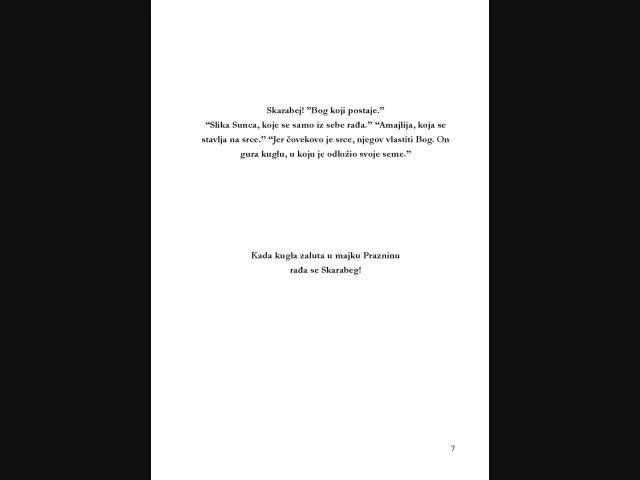 Skarabej! ”Bog koji postaje.”
“Slika Sunca, koje se samo iz sebe rađa.” “Amajlija, koja se
stavlja na srce.” “Jer čovekovo je srce, njegov vlastiti Bog. On
gura kuglu, u koju je odložio svoje seme.”
Kada kugla zaluta u majku Prazninu
rađa se Skarabeg!
7